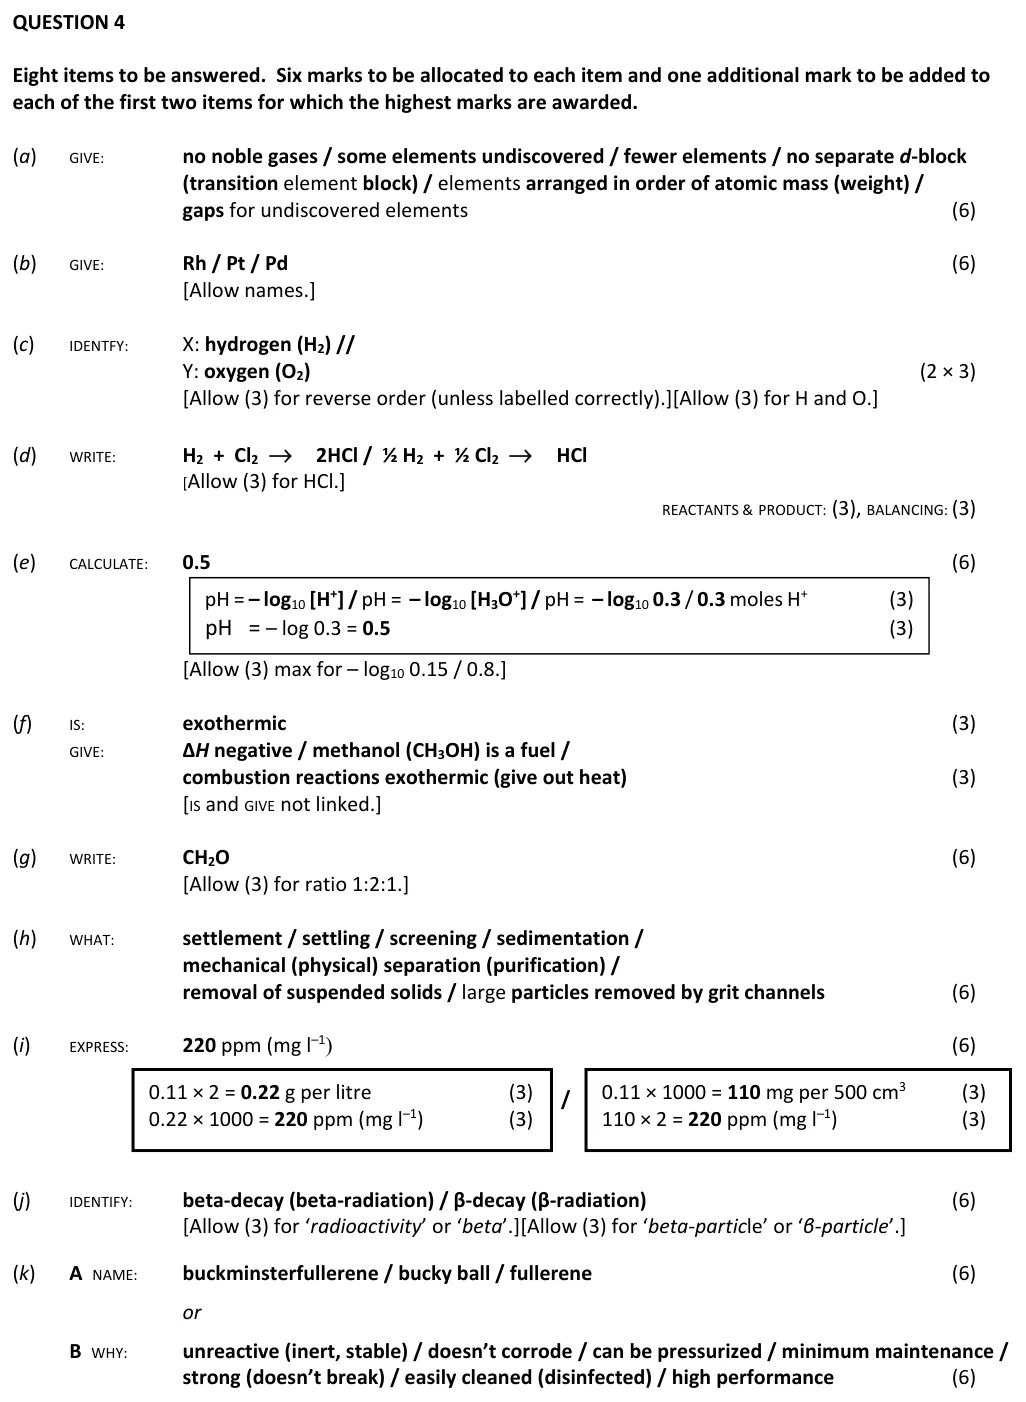 QUESTION 4
Eight items to be answered.  Six marks to be allocated to each item and one additional mark to be added to
each of the first two items for which the highest marks are awarded.
(a) GIVE: no noble gases / some elements undiscovered / fewer elements / no separate d-block
(transition element block) / elements arranged in order of atomic mass (weight) /
gaps for undiscovered elements (6)
(b) GIVE: Rh / Pt / Pd (6)
[Allow names.]
(c) IDENTFY: X: hydrogen (H₂) //
Y: oxygen (O₂) (2 × 3)
[Allow (3) for reverse order (unless labelled correctly).][Allow (3) for H and O.]
(d) WRITE: H₂ + Cl₂ → 2HCl / ½ H₂ + ½ Cl₂ → HCl
[Allow (3) for HCl.]
REACTANTS & PRODUCT: (3), BALANCING: (3)
(e) CALCULATE: 0.5 (6)
pH = – log₁₀ [H⁺] / pH = – log₁₀ [H₃O⁺] / pH = – log₁₀ 0.3 / 0.3 moles H⁺ (3)
pH = – log 0.3 = 0.5 (3)
[Allow (3) max for – log₁₀ 0.15 / 0.8.]
(f) IS: exothermic (3)
GIVE: ΔH negative / methanol (CH₃OH) is a fuel /
combustion reactions exothermic (give out heat) (3)
[IS and GIVE not linked.]
(g) WRITE: CH₂O (6)
[Allow (3) for ratio 1:2:1.]
(h) WHAT: settlement / settling / screening / sedimentation /
mechanical (physical) separation (purification) /
removal of suspended solids / large particles removed by grit channels (6)
(i) EXPRESS: 220 ppm (mg l⁻¹) (6)
0.11 × 2 = 0.22 g per litre (3)
0.22 × 1000 = 220 ppm (mg l⁻¹) (3)
/
0.11 × 1000 = 110 mg per 500 cm³ (3)
110 × 2 = 220 ppm (mg l⁻¹) (3)
(j) IDENTIFY: beta-decay (beta-radiation) / β-decay (β-radiation) (6)
[Allow (3) for ‘radioactivity’ or ‘beta’.][Allow (3) for ‘beta-particle’ or ‘β-particle’.]
(k) A NAME: buckminsterfullerene / bucky ball / fullerene (6)
or
B WHY: unreactive (inert, stable) / doesn’t corrode / can be pressurized / minimum maintenance /
strong (doesn’t break) / easily cleaned (disinfected) / high performance (6)